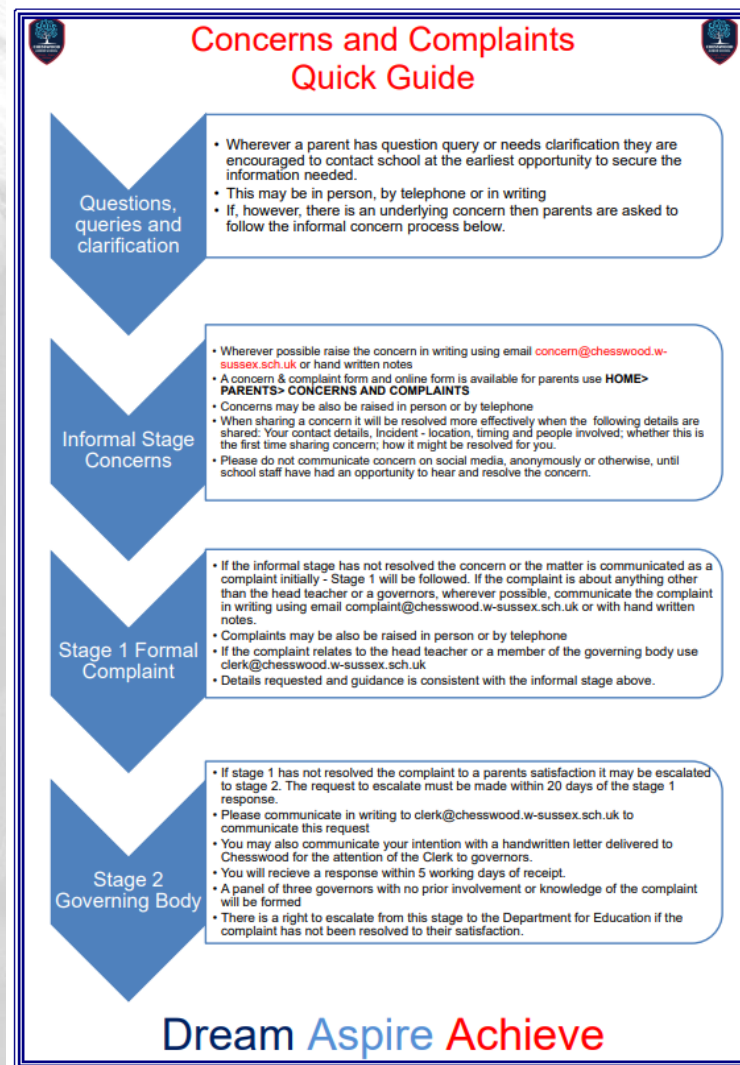 Concerns and Complaints
Quick Guide
Questions,
queries and
clarification
• Wherever a parent has question query or needs clarification they are
encouraged to contact school at the earliest opportunity to secure the
information needed.
• This may be in person, by telephone or in writing
• If, however, there is an underlying concern then parents are asked to
follow the informal concern process below.
Informal Stage
Concerns
• Wherever possible raise the concern in writing using email concern@chesswood.w-
sussex.sch.uk or hand written notes
• A concern & complaint form and online form is available for parents use HOME>
PARENTS> CONCERNS AND COMPLAINTS
• Concerns may be also be raised in person or by telephone
• When sharing a concern it will be resolved more effectively when the following details are
shared: Your contact details, Incident - location, timing and people involved; whether this is
the first time sharing concern; how it might be resolved for you.
• Please do not communicate concern on social media, anonymously or otherwise, until
school staff have had an opportunity to hear and resolve the concern.
Stage 1 Formal
Complaint
• If the informal stage has not resolved the concern or the matter is communicated as a
complaint initially - Stage 1 will be followed. If the complaint is about anything other
than the head teacher or a governors, wherever possible, communicate the complaint
in writing using email complaint@chesswood.w-sussex.sch.uk or with hand written
notes.
• Complaints may be also be raised in person or by telephone
• If the complaint relates to the head teacher or a member of the governing body use
clerk@chesswood.w-sussex.sch.uk
• Details requested and guidance is consistent with the informal stage above.
Stage 2
Governing Body
• If stage 1 has not resolved the complaint to a parents satisfaction it may be escalated
to stage 2. The request to escalate must be made within 20 days of the stage 1
response.
• Please communicate in writing to clerk@chesswood.w-sussex.sch.uk to
communicate this request
• You may also communicate your intention with a handwritten letter delivered to
Chesswood for the attention of the Clerk to governors.
• You will recieve a response within 5 working days of receipt.
• A panel of three governors with no prior involvement or knowledge of the complaint
will be formed
• There is a right to escalate from this stage to the Department for Education if the
complaint has not been resolved to their satisfaction.
Dream Aspire Achieve